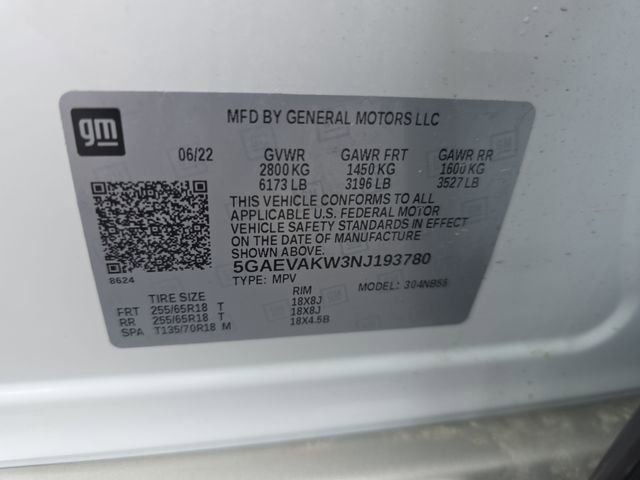 gm
MFD BY GENERAL MOTORS LLC
06/22 GVWR GAWR FRT GAWR RR
2800 KG 1450 KG 1600 KG
6173 LB 3196 LB 3527 LB
THIS VEHICLE CONFORMS TO ALL
APPLICABLE U.S. FEDERAL MOTOR
VEHICLE SAFETY STANDARDS IN EFFECT
ON THE DATE OF MANUFACTURE
SHOWN ABOVE.
8624
5GAEVAKW3NJ193780
TYPE: MPV MODEL: 304NB56
TIRE SIZE RIM
FRT 255/65R18 T 18X8J
RR 255/65R18 T 18X8J
SPA T135/70R18 M 18X4.5B